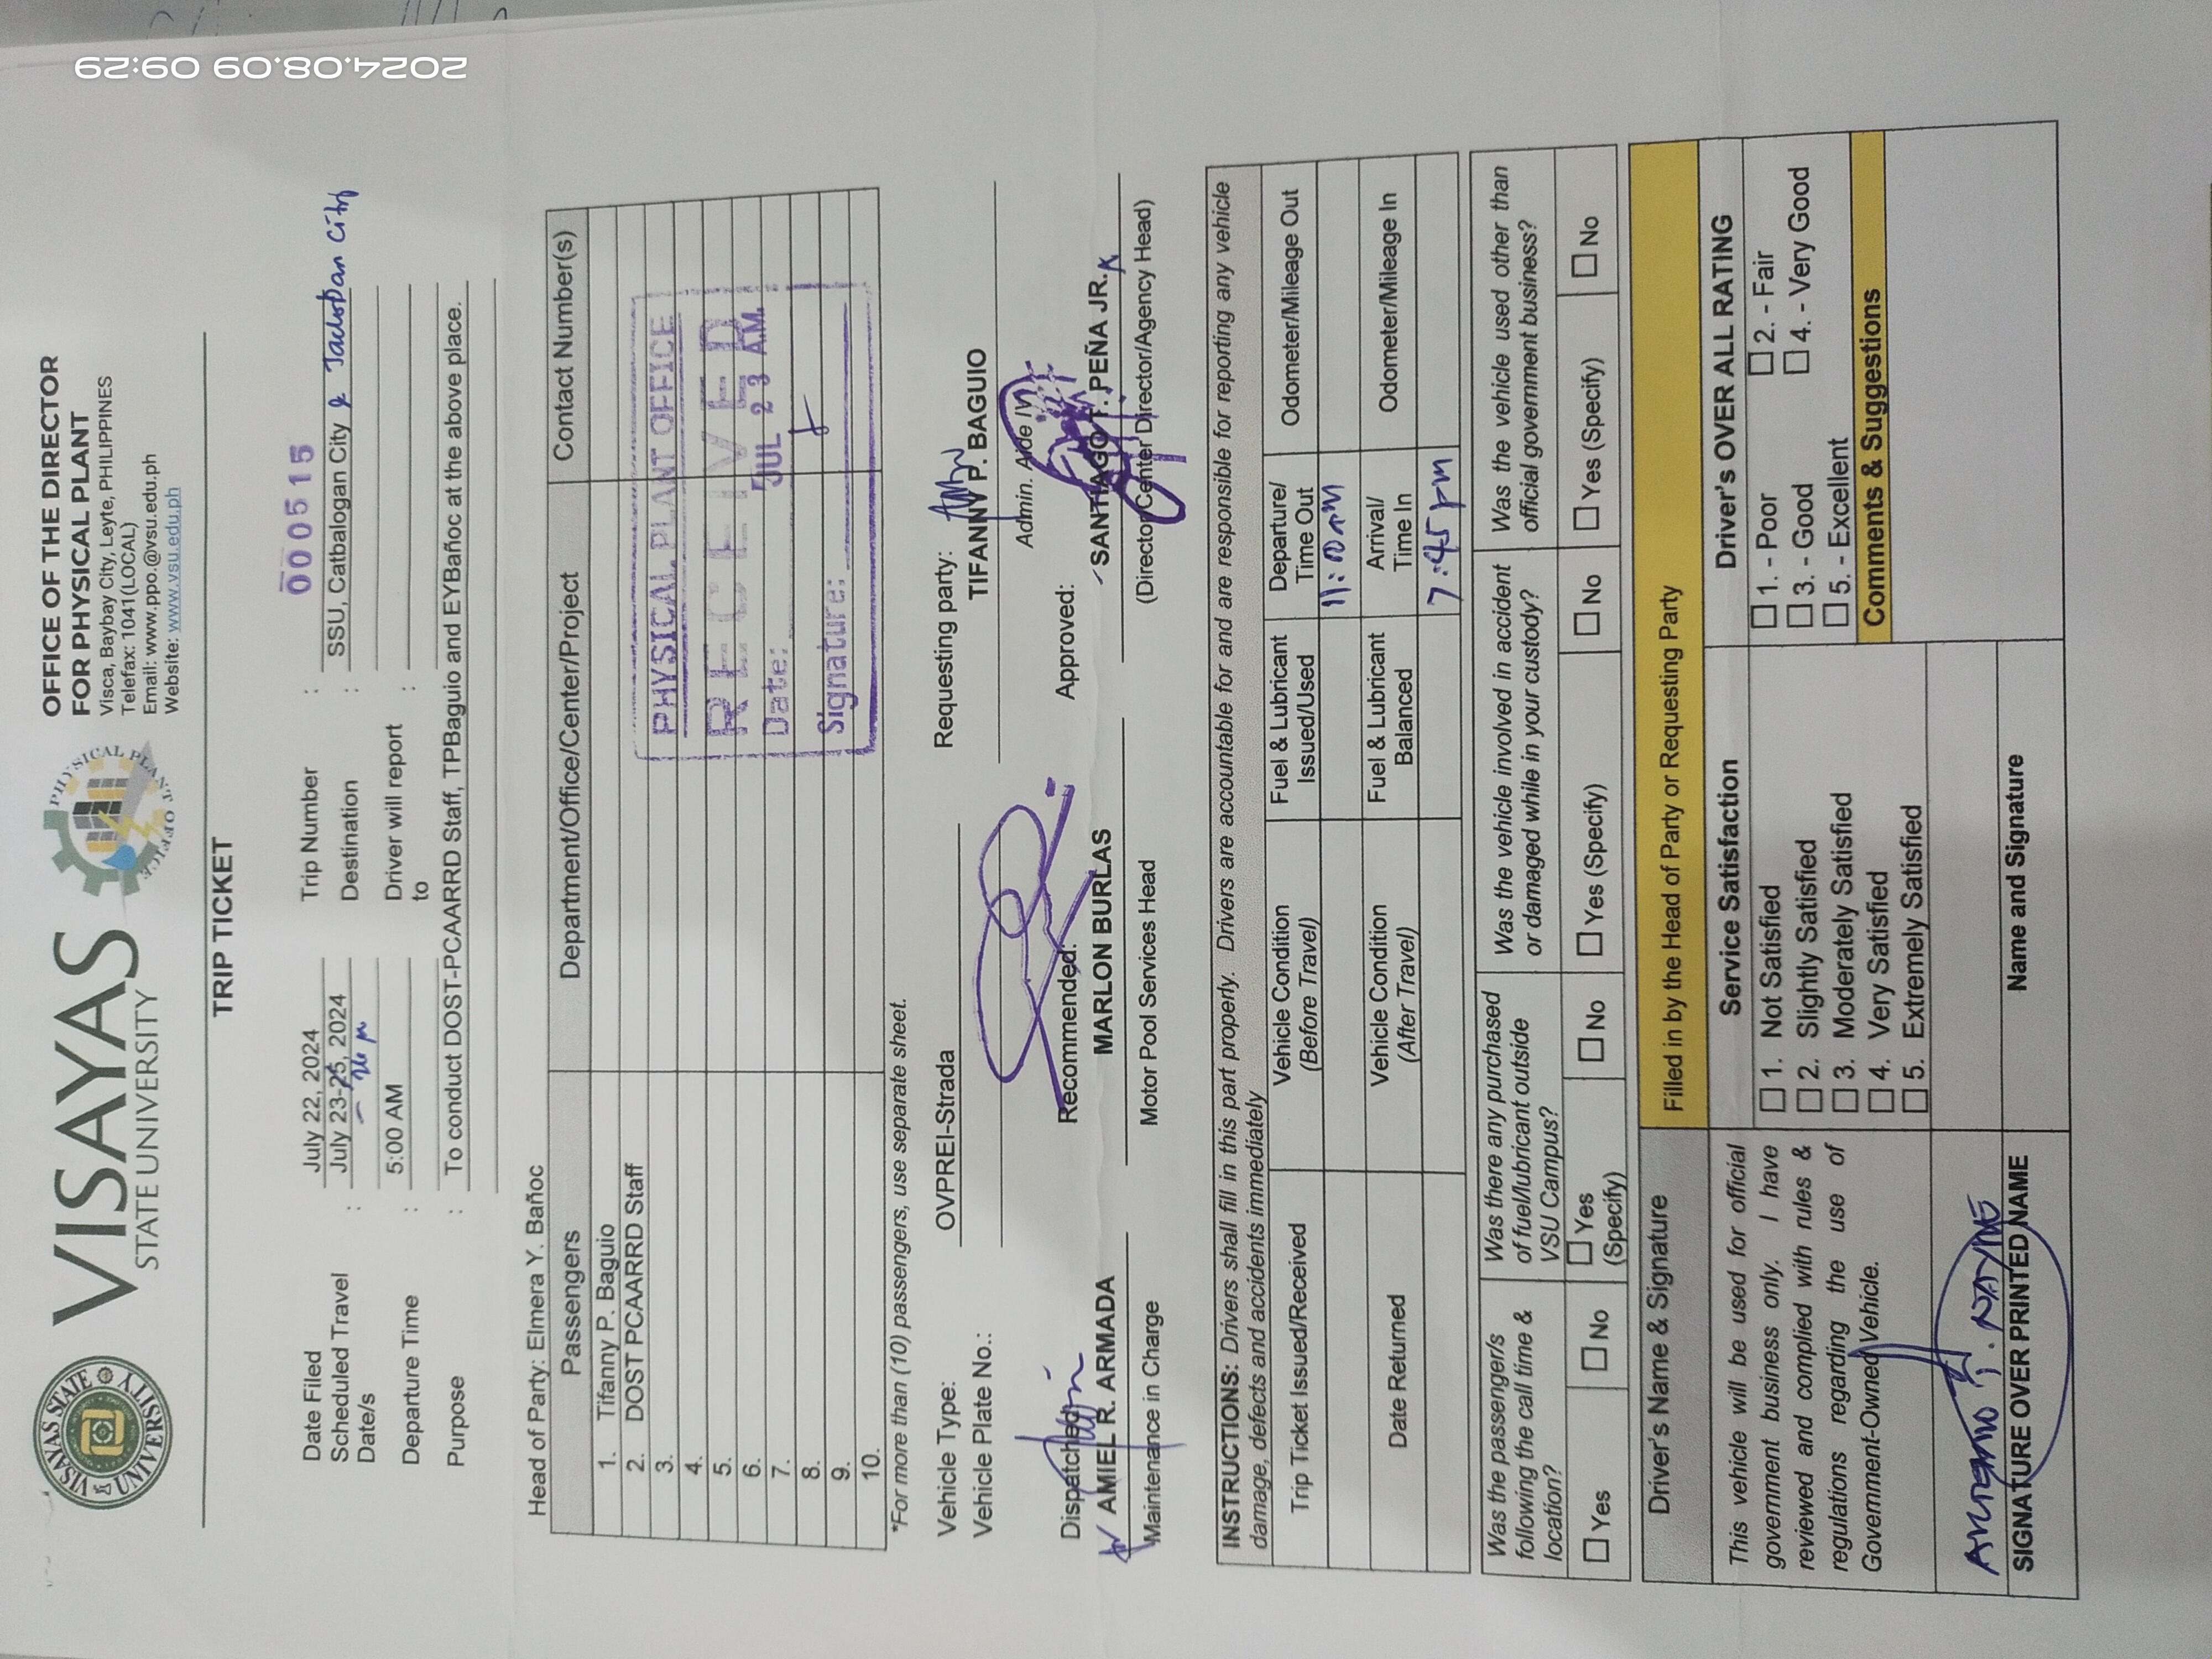 2024.08.09 09:29
VISAYAS
STATE UNIVERSITY
VISAYAS STATE UNIVERSITY
PHYSICAL PLANT OFFICE
OFFICE OF THE DIRECTOR
FOR PHYSICAL PLANT
Visca, Baybay City, Leyte, PHILIPPINES
Telefax: 1041(LOCAL)
Email: www.ppo.@vsu.edu.ph
Website: www.vsu.edu.ph
TRIP TICKET
Date Filed July 22, 2024 Trip Number : 000515
Scheduled Travel Date/s : July 23-25, 2024 Destination : SSU, Catbalogan City & Tacloban City
26
Departure Time : 5:00 AM Driver will report to :
Purpose : To conduct DOST-PCAARRD Staff, TPBaguio and EYBañoc at the above place.
Head of Party: Elmera Y. Bañoc
Passengers Department/Office/Center/Project Contact Number(s)
1. Tifanny P. Baguio
2. DOST PCAARRD Staff
3.
4.
5.
6.
7.
8.
9.
10.
PHYSICAL PLANT OFFICE
RECEIVED
Date: JUL 23 A.M.
Signature:
*For more than (10) passengers, use separate sheet.
Vehicle Type: OVPREI-Strada Requesting party:
Vehicle Plate No.: TIFANNY P. BAGUIO
Admin. Aide IV
Dispatched: Recommended: Approved:
AMIEL R. ARMADA MARLON BURLAS SANTIAGO T. PEÑA JR.
Maintenance in Charge Motor Pool Services Head (Director/Center Director/Agency Head)
INSTRUCTIONS: Drivers shall fill in this part properly. Drivers are accountable for and are responsible for reporting any vehicle
damage, defects and accidents immediately
Trip Ticket Issued/Received Vehicle Condition (Before Travel) Fuel & Lubricant Issued/Used Departure/ Time Out Odometer/Mileage Out
11:00 AM
Date Returned Vehicle Condition (After Travel) Fuel & Lubricant Balanced Arrival/ Time In Odometer/Mileage In
7:45 pm
Was the passenger/s following the call time & location? Was there any purchased of fuel/lubricant outside VSU Campus? Was the vehicle involved in accident or damaged while in your custody? Was the vehicle used other than official government business?
Yes No Yes (Specify) No Yes (Specify) No Yes (Specify) No
Driver's Name & Signature Filled in by the Head of Party or Requesting Party
This vehicle will be used for official
government business only. I have
reviewed and complied with rules &
regulations regarding the use of
Government-Owned Vehicle.
SIGNATURE OVER PRINTED NAME
Service Satisfaction
1. Not Satisfied
2. Slightly Satisfied
3. Moderately Satisfied
4. Very Satisfied
5. Extremely Satisfied
Name and Signature
Driver's OVER ALL RATING
1. - Poor 2. - Fair
3. - Good 4. - Very Good
5. - Excellent
Comments & Suggestions